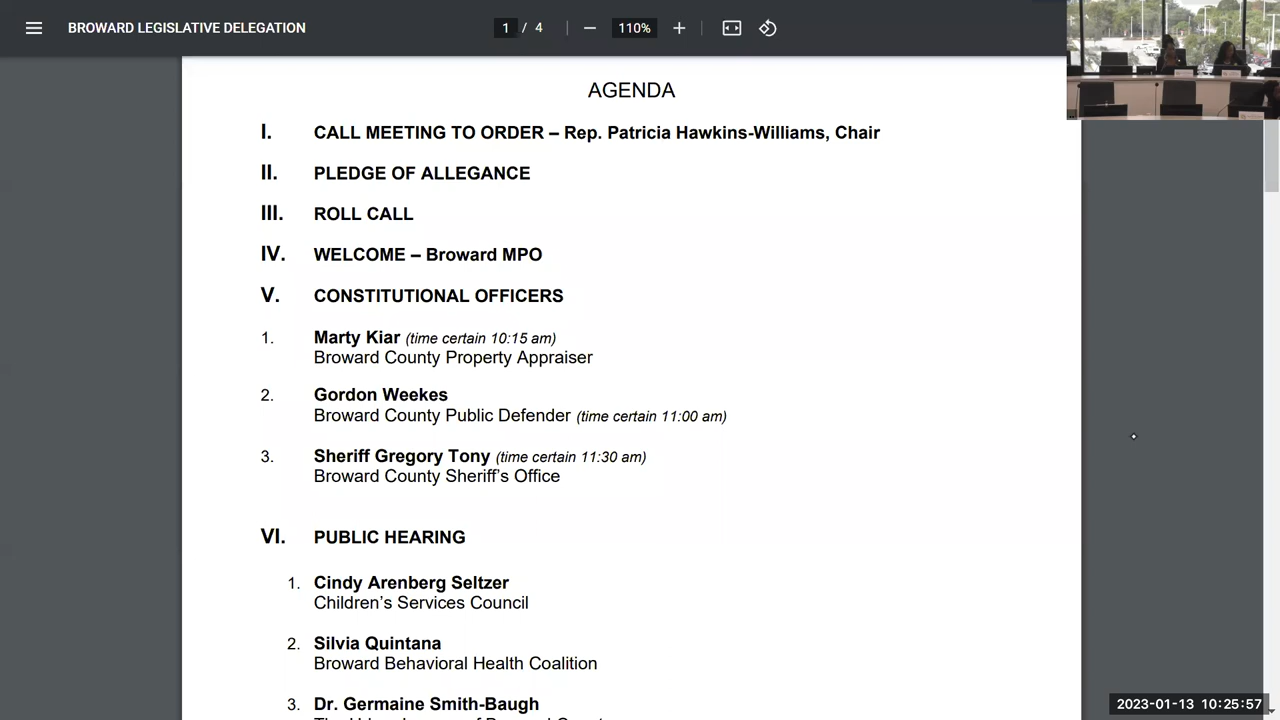 BROWARD LEGISLATIVE DELEGATION
1 / 4
110%
AGENDA
I. CALL MEETING TO ORDER – Rep. Patricia Hawkins-Williams, Chair
II. PLEDGE OF ALLEGANCE
III. ROLL CALL
IV. WELCOME – Broward MPO
V. CONSTITUTIONAL OFFICERS
1. Marty Kiar (time certain 10:15 am)
Broward County Property Appraiser
2. Gordon Weekes
Broward County Public Defender (time certain 11:00 am)
3. Sheriff Gregory Tony (time certain 11:30 am)
Broward County Sheriff's Office
VI. PUBLIC HEARING
1. Cindy Arenberg Seltzer
Children's Services Council
2. Silvia Quintana
Broward Behavioral Health Coalition
3. Dr. Germaine Smith-Baugh
2023-01-13 10:25:57